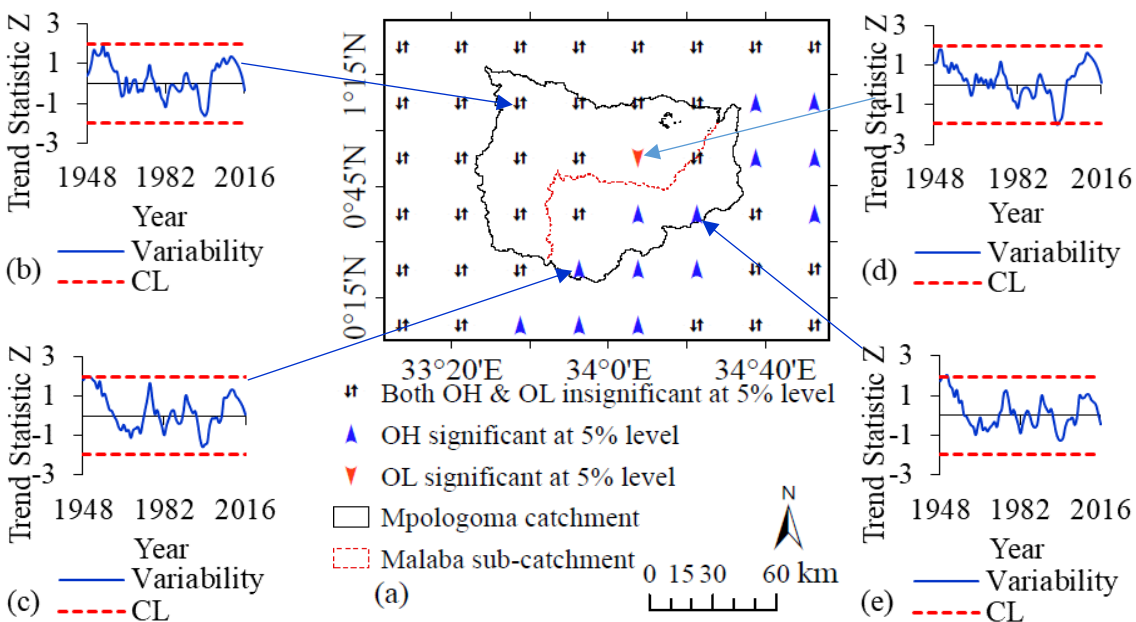 Trend Statistic Z
3
1
-1
-3
1948 1982 2016
Year
Variability
CL
(b)
Trend Statistic Z
3
1
-1
-3
1948 1982 2016
Year
Variability
CL
(c)
1°15'N
0°45'N
0°15'N
33°20'E 34°0'E 34°40'E
Both OH & OL insignificant at 5% level
OH significant at 5% level
OL significant at 5% level
Mpologoma catchment
Malaba sub-catchment
(a)
N
0 15 30 60 km
Trend Statistic Z
3
1
-1
-3
1948 1982 2016
Year
Variability
CL
(d)
Trend Statistic Z
3
1
-1
-3
1948 1982 2016
Year
Variability
CL
(e)